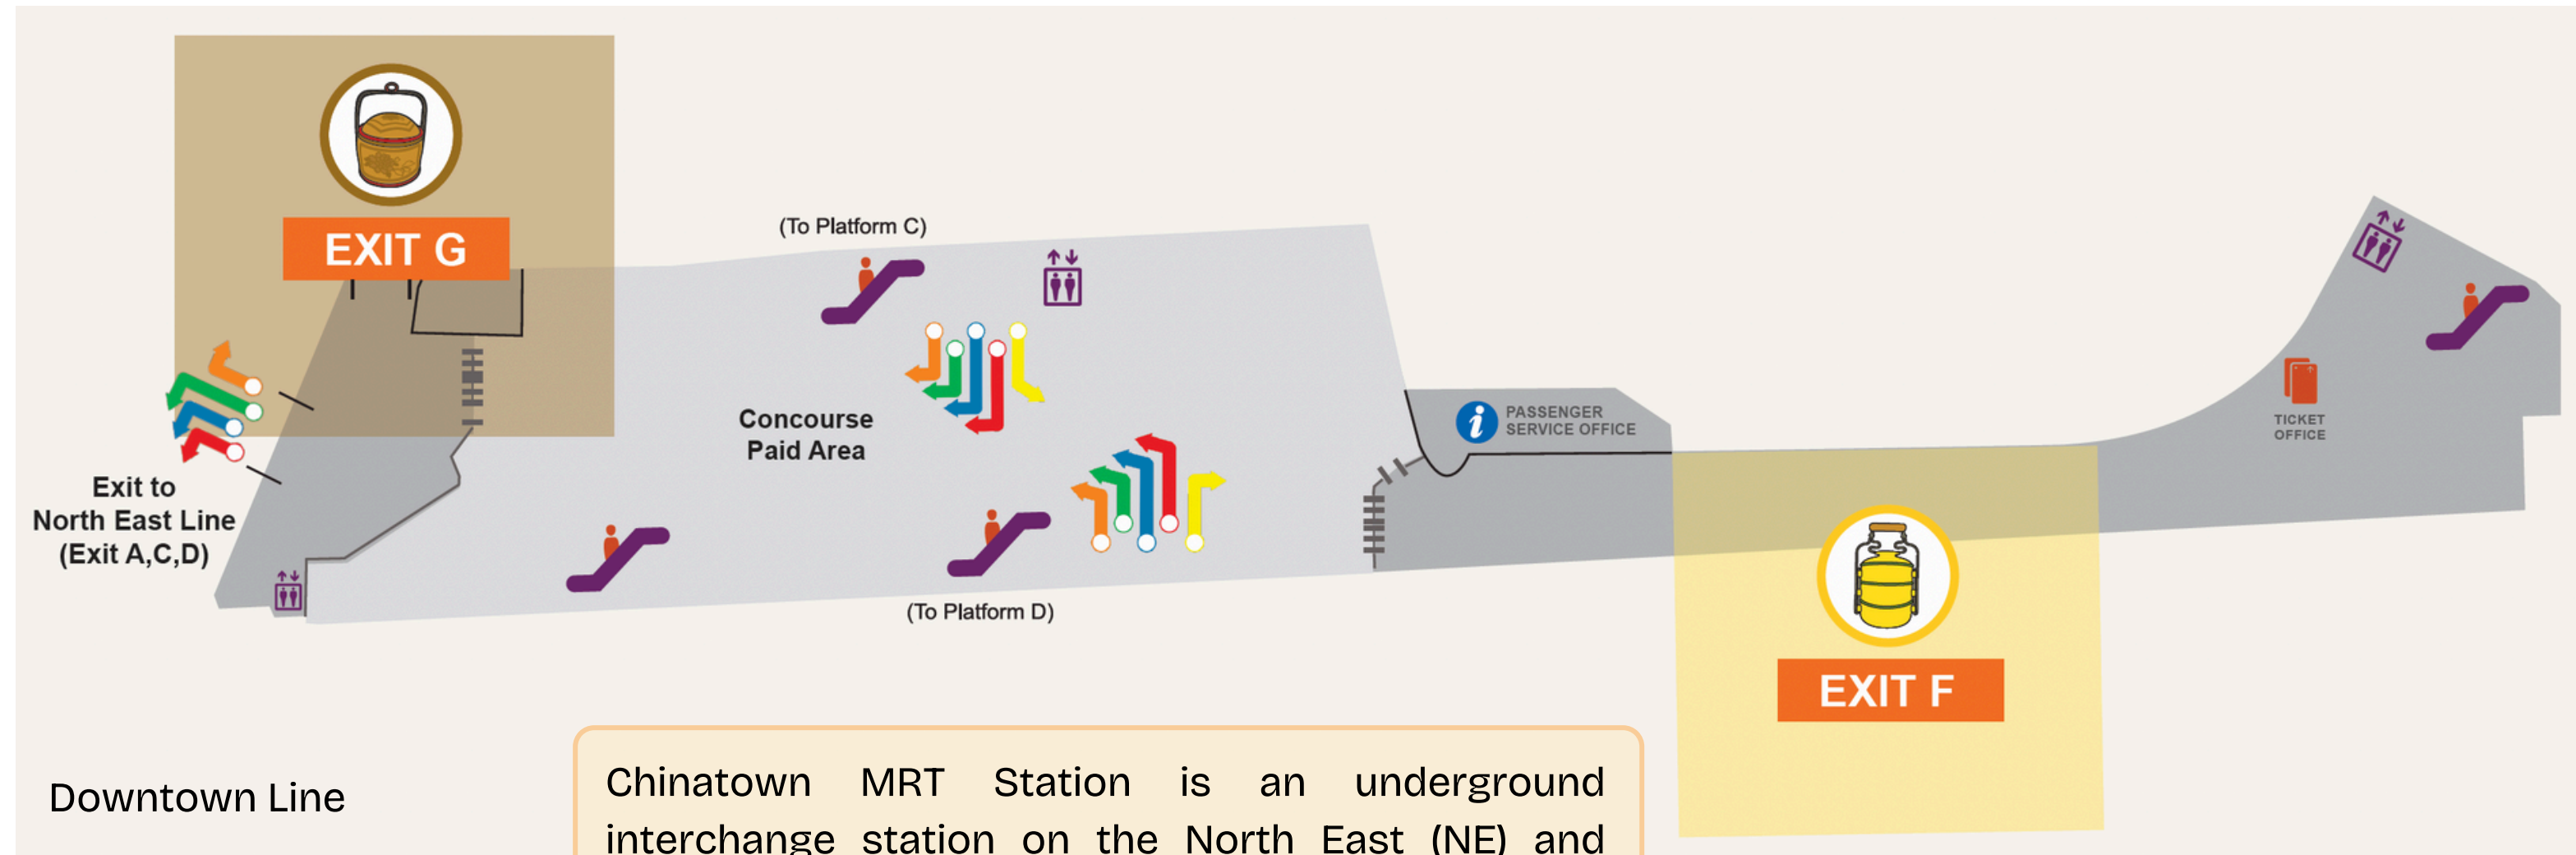 EXIT G
(To Platform C)
Concourse
Paid Area
PASSENGER
SERVICE OFFICE
TICKET
OFFICE
Exit to
North East Line
(Exit A,C,D)
(To Platform D)
EXIT F
Downtown Line
Chinatown MRT Station is an underground
interchange station on the North East (NE) and